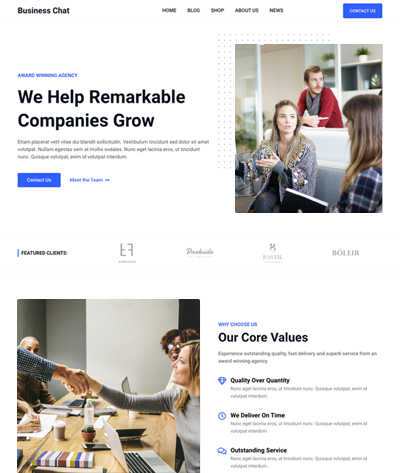 Business Chat
HOME BLOG SHOP ABOUT US NEWS
CONTACT US
AWARD WINNING AGENCY
We Help Remarkable
Companies Grow
Etiam placerat velit vitae dui blandit sollicitudin. Vestibulum tincidunt sed dolor sit amet
volutpat. Nullam egestas sem at mollis sodales. Nunc eget lacinia eros, ut tincidunt
nunc. Quisque volutpat, enim id volutpat interdum.
Contact Us Meet the Team →
FEATURED CLIENTS:
Bookside
BASTIL
BÖLEIR
WHY CHOOSE US
Our Core Values
Experience outstanding quality, fast delivery and superb service from an
award winning agency.
Quality Over Quantity
Nunc eget lacinia eros, ut tincidunt nunc. Quisque volutpat, enim id
volutpat interdum.
We Deliver On Time
Nunc eget lacinia eros, ut tincidunt nunc. Quisque volutpat, enim id
volutpat interdum.
Outstanding Service
Nunc eget lacinia eros, ut tincidunt nunc. Quisque volutpat, enim id
volutpat interdum.